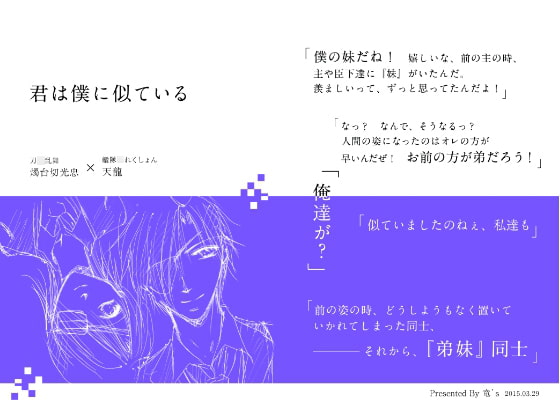 君は僕に似ている
刀 乱舞
燭台切光忠
×
艦隊 れくしょん
天龍
「僕の妹だね！ 嬉しいな、前の主の時、
主や臣下達に『妹』がいたんだ。
羨ましいって、ずっと思ってたんだよ！」
「なっ？ なんで、そうなるっ？
人間の姿になったのはオレの方が
早いんだぜ！ お前の方が弟だろう！」
「俺達が？」
「似ていましたのねぇ、私達も」
「前の姿の時、どうしようもなく置いて
いかれてしまった同士、
――― それから、『弟妹』同士」
Presented By 竜's 2015.03.29